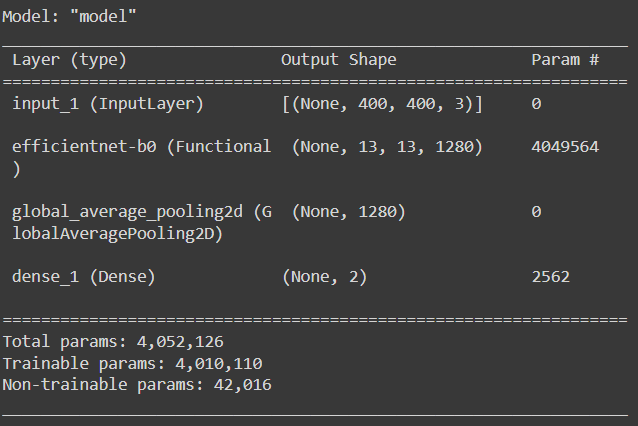 Model: "model"
_________________________________________________________________
Layer (type)                Output Shape              Param #
=================================================================
input_1 (InputLayer)        [(None, 400, 400, 3)]     0
efficientnet-b0 (Functional  (None, 13, 13, 1280)     4049564
)
global_average_pooling2d (G  (None, 1280)             0
lobalAveragePooling2D)
dense_1 (Dense)             (None, 2)                 2562
=================================================================
Total params: 4,052,126
Trainable params: 4,010,110
Non-trainable params: 42,016
_________________________________________________________________